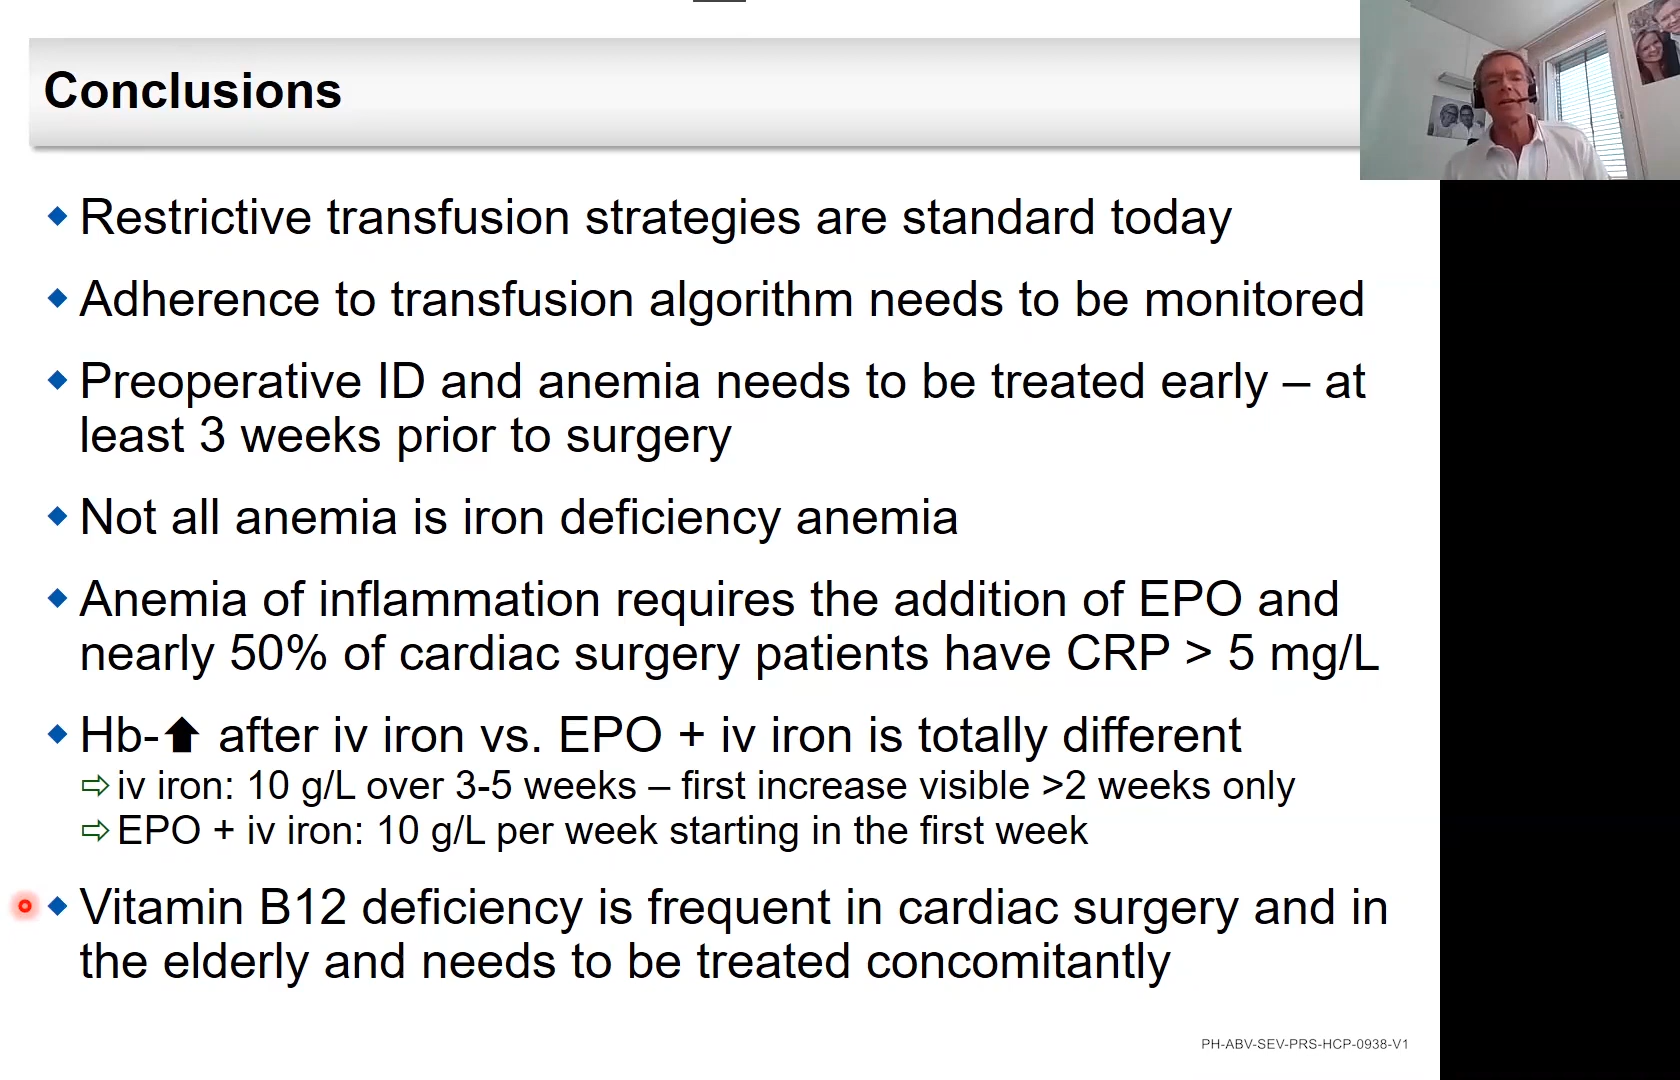 Conclusions
Restrictive transfusion strategies are standard today
Adherence to transfusion algorithm needs to be monitored
Preoperative ID and anemia needs to be treated early – at
least 3 weeks prior to surgery
Not all anemia is iron deficiency anemia
Anemia of inflammation requires the addition of EPO and
nearly 50% of cardiac surgery patients have CRP > 5 mg/L
Hb-⬆ after iv iron vs. EPO + iv iron is totally different
⇨ iv iron: 10 g/L over 3-5 weeks – first increase visible >2 weeks only
⇨ EPO + iv iron: 10 g/L per week starting in the first week
Vitamin B12 deficiency is frequent in cardiac surgery and in
the elderly and needs to be treated concomitantly
PH-ABV-SEV-PRS-HCP-0938-V1